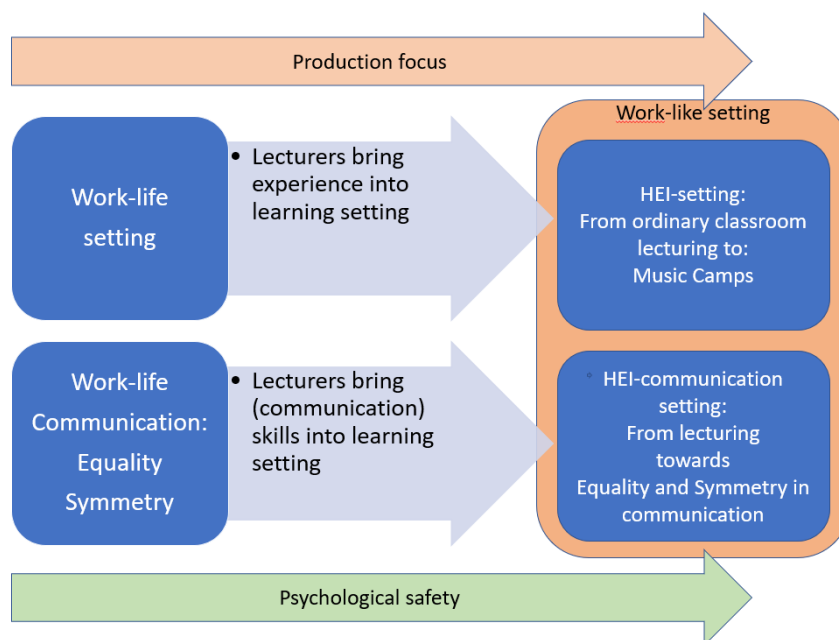 Production focus
Work-like setting
Work-life
setting
• Lecturers bring
experience into
learning setting
HEI-setting:
From ordinary classroom
lecturing to:
Music Camps
Work-life
Communication:
Equality
Symmetry
• Lecturers bring
(communication)
skills into learning
setting
HEI-communication
setting:
From lecturing
towards
Equality and Symmetry in
communication
Psychological safety